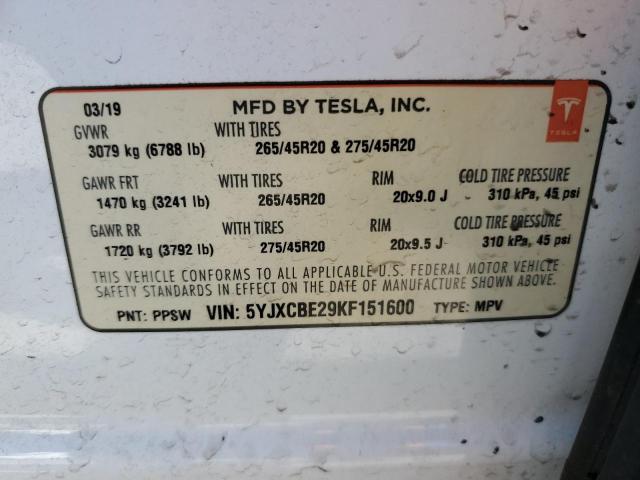 03/19 MFD BY TESLA, INC.
GVWR WITH TIRES
3079 kg (6788 lb) 265/45R20 & 275/45R20
TESLA
GAWR FRT WITH TIRES RIM COLD TIRE PRESSURE
1470 kg (3241 lb) 265/45R20 20x9.0 J 310 kPa, 45 psi
GAWR RR WITH TIRES RIM COLD TIRE PRESSURE
1720 kg (3792 lb) 275/45R20 20x9.5 J 310 kPa, 45 psi
THIS VEHICLE CONFORMS TO ALL APPLICABLE U.S. FEDERAL MOTOR VEHICLE
SAFETY STANDARDS IN EFFECT ON THE DATE OF MANUFACTURE SHOWN ABOVE.
PNT: PPSW VIN: 5YJXCBE29KF151600 TYPE: MPV